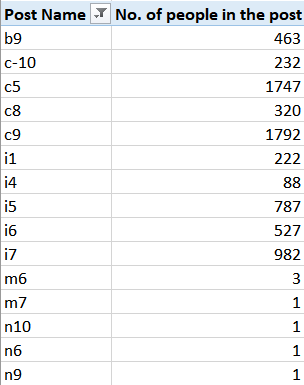 Post Name No. of people in the post
b9 463
c-10 232
c5 1747
c8 320
c9 1792
i1 222
i4 88
i5 787
i6 527
i7 982
m6 3
m7 1
n10 1
n6 1
n9 1